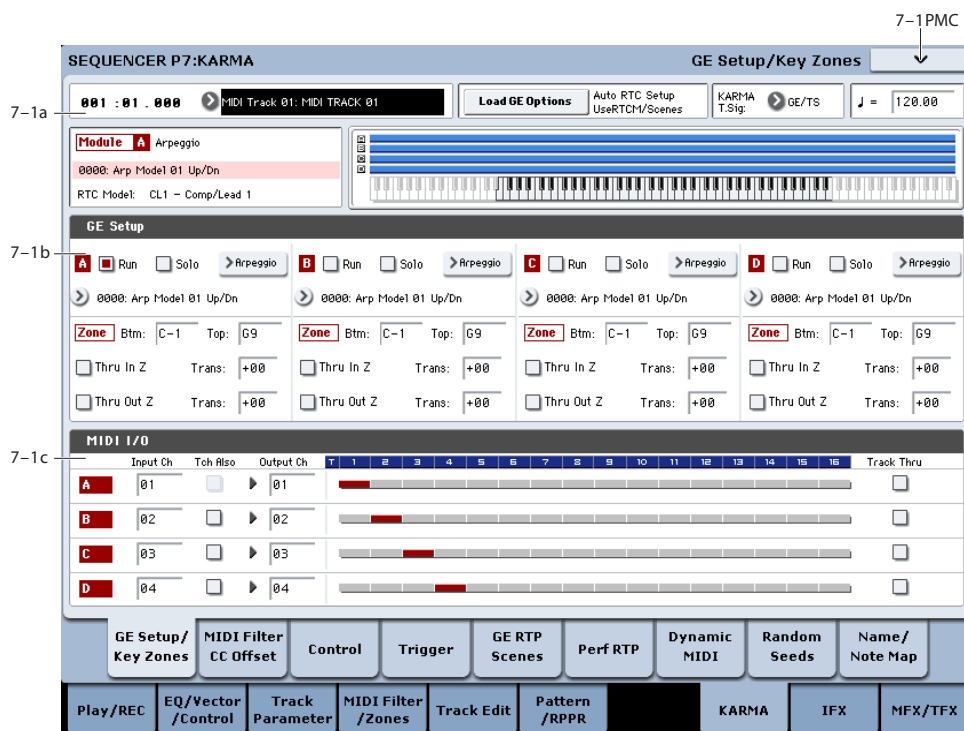 7-1PMC
SEQUENCER P7:KARMA GE Setup/Key Zones
7-1a
001 :01 . 000 MIDI Track 01: MIDI TRACK 01 Load GE Options Auto RTC Setup UseRTCM/Scenes KARMA T.Sig: GE/TS ♩ = 120.00
Module A Arpeggio
0000: Arp Model 01 Up/Dn
RTC Model: CL1 - Comp/Lead 1
A
B
C
D
GE Setup
7-1b
A Run Solo Arpeggio B Run Solo Arpeggio C Run Solo Arpeggio D Run Solo Arpeggio
0000: Arp Model 01 Up/Dn 0000: Arp Model 01 Up/Dn 0000: Arp Model 01 Up/Dn 0000: Arp Model 01 Up/Dn
Zone Btm: C-1 Top: G9 Zone Btm: C-1 Top: G9 Zone Btm: C-1 Top: G9 Zone Btm: C-1 Top: G9
Thru In Z Trans: +00 Thru In Z Trans: +00 Thru In Z Trans: +00 Thru In Z Trans: +00
Thru Out Z Trans: +00 Thru Out Z Trans: +00 Thru Out Z Trans: +00 Thru Out Z Trans: +00
MIDI I/O
7-1c
Input Ch Tch Also Output Ch T 1 2 3 4 5 6 7 8 9 10 11 12 13 14 15 16 Track Thru
A 01 01
B 02 02
C 03 03
D 04 04
GE Setup/ Key Zones MIDI Filter CC Offset Control Trigger GE RTP Scenes Perf RTP Dynamic MIDI Random Seeds Name/ Note Map
Play/REC EQ/Vector /Control Track Parameter MIDI Filter /Zones Track Edit Pattern /RPPR KARMA IFX MFX/TFX